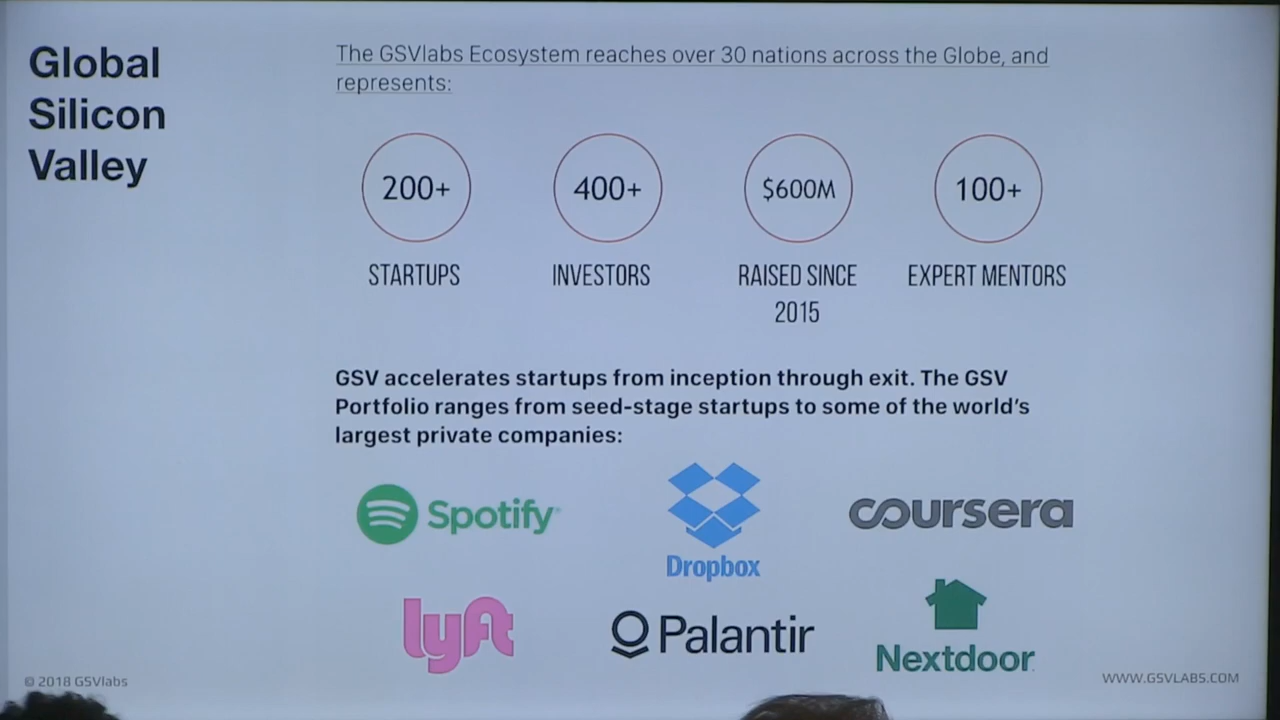 Global
Silicon
Valley
The GSVlabs Ecosystem reaches over 30 nations across the Globe, and
represents:
200+
400+
$600M
100+
STARTUPS
INVESTORS
RAISED SINCE
2015
EXPERT MENTORS
GSV accelerates startups from inception through exit. The GSV
Portfolio ranges from seed-stage startups to some of the world's
largest private companies:
Spotify
Dropbox
coursera
lyft
Palantir
Nextdoor
© 2018 GSVlabs
WWW.GSVLABS.COM